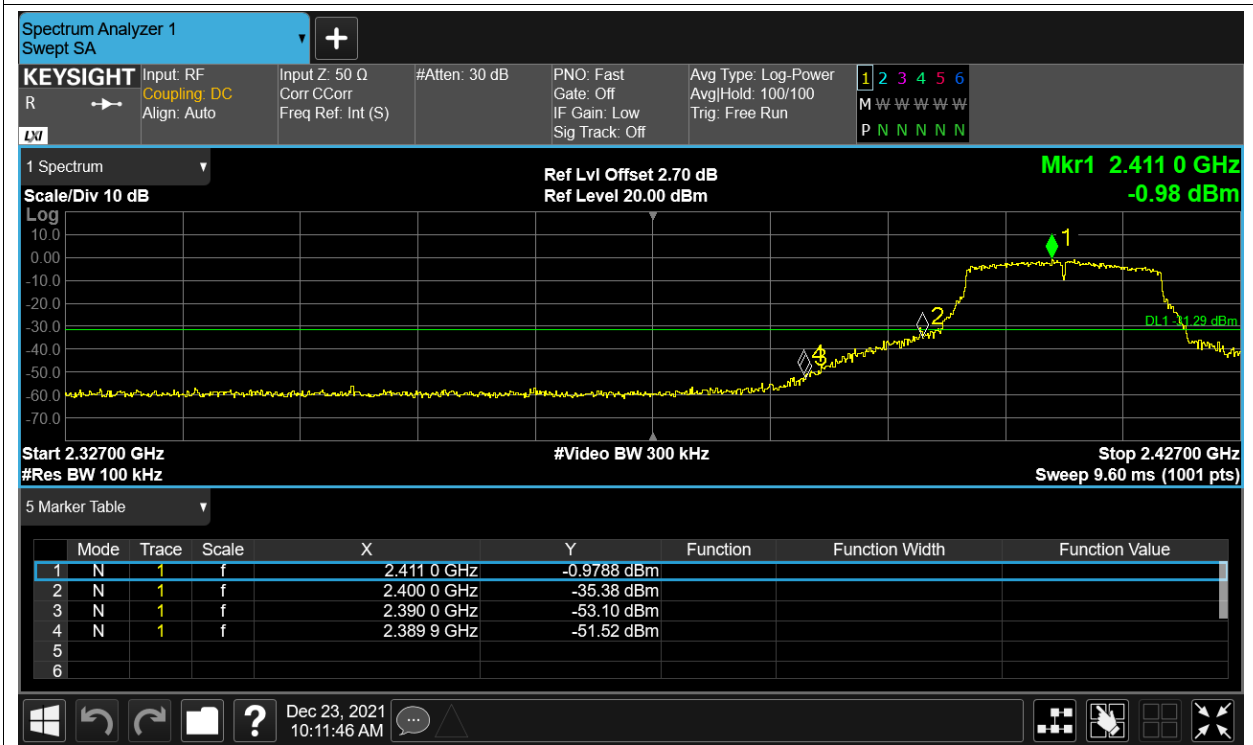 Spectrum Analyzer 1
Swept SA
+
KEYSIGHT
R
LXI
Input: RF
Coupling: DC
Align: Auto
Input Z: 50 Ω
Corr CCorr
Freq Ref: Int (S)
#Atten: 30 dB
PNO: Fast
Gate: Off
IF Gain: Low
Sig Track: Off
Avg Type: Log-Power
Avg|Hold: 100/100
Trig: Free Run
1 2 3 4 5 6
M W W W W W
P N N N N N
1 Spectrum
Scale/Div 10 dB
Ref Lvl Offset 2.70 dB
Ref Level 20.00 dBm
Mkr1 2.411 0 GHz
-0.98 dBm
Log
10.0
0.00
-10.0
-20.0
-30.0
-40.0
-50.0
-60.0
-70.0
1
2
4
3
DL1 -31.29 dBm
Start 2.32700 GHz
#Video BW 300 kHz
Stop 2.42700 GHz
#Res BW 100 kHz
Sweep 9.60 ms (1001 pts)
5 Marker Table
Mode Trace Scale X Y Function Function Width Function Value
1 N 1 f 2.411 0 GHz -0.9788 dBm
2 N 1 f 2.400 0 GHz -35.38 dBm
3 N 1 f 2.390 0 GHz -53.10 dBm
4 N 1 f 2.389 9 GHz -51.52 dBm
5
6
?
Dec 23, 2021
10:11:46 AM